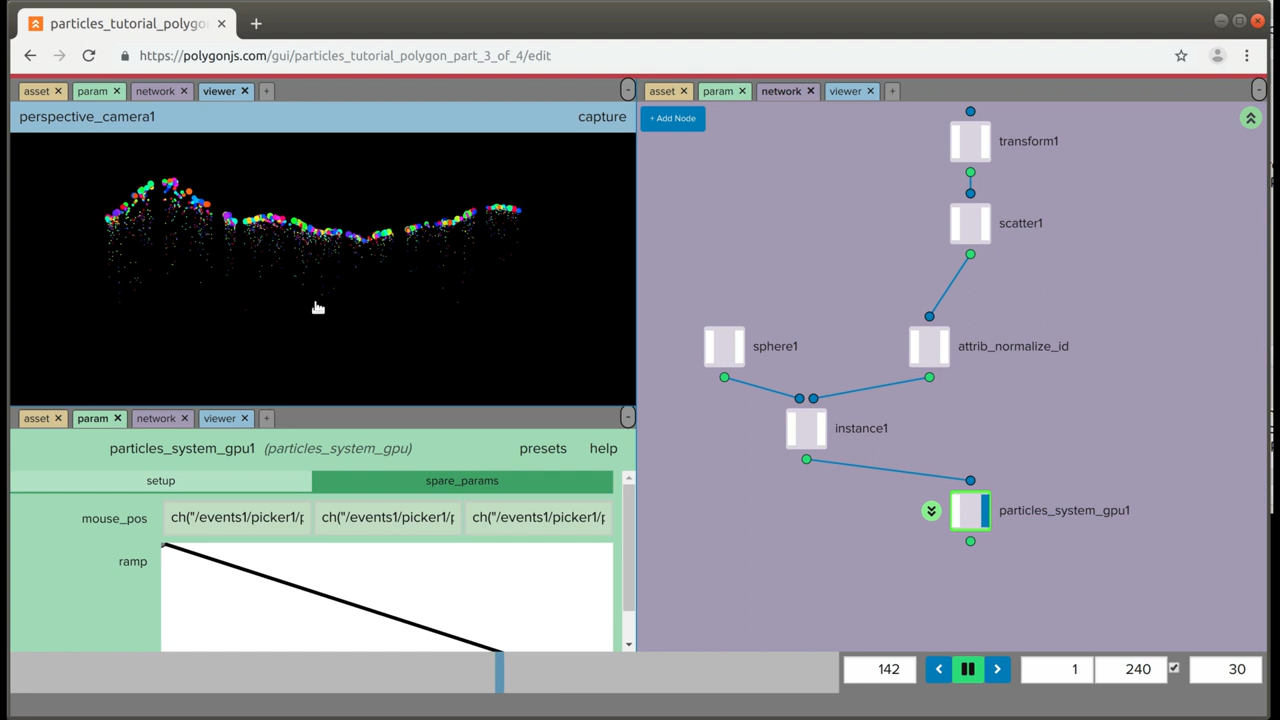 particles_tutorial_polygo
https://polygonjs.com/gui/particles_tutorial_polygon_part_3_of_4/edit
asset param network viewer +
asset param network viewer +
perspective_camera1 capture
+ Add Node
transform1
scatter1
sphere1 attrib_normalize_id
instance1
particles_system_gpu1
asset param network viewer +
particles_system_gpu1 (particles_system_gpu) presets help
setup spare_params
mouse_pos ch("/events1/picker1/p ch("/events1/picker1/p ch("/events1/picker1/p
ramp
142 1 240 30